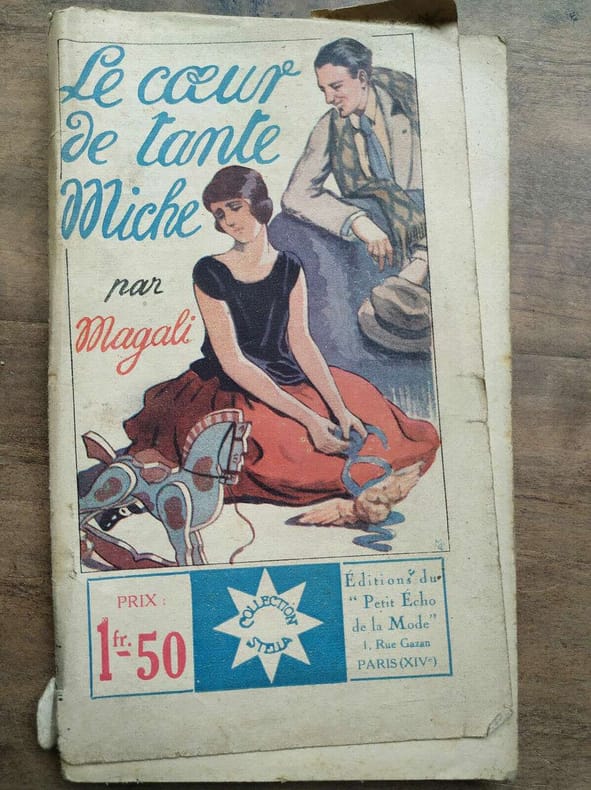 Le cœur
de tante
Miche
par
Magali
PRIX :
1fr.-50
COLLECTION
STELLA
Éditions du
" Petit Écho
de la Mode "
1, Rue Gazan
PARIS (XIVe)